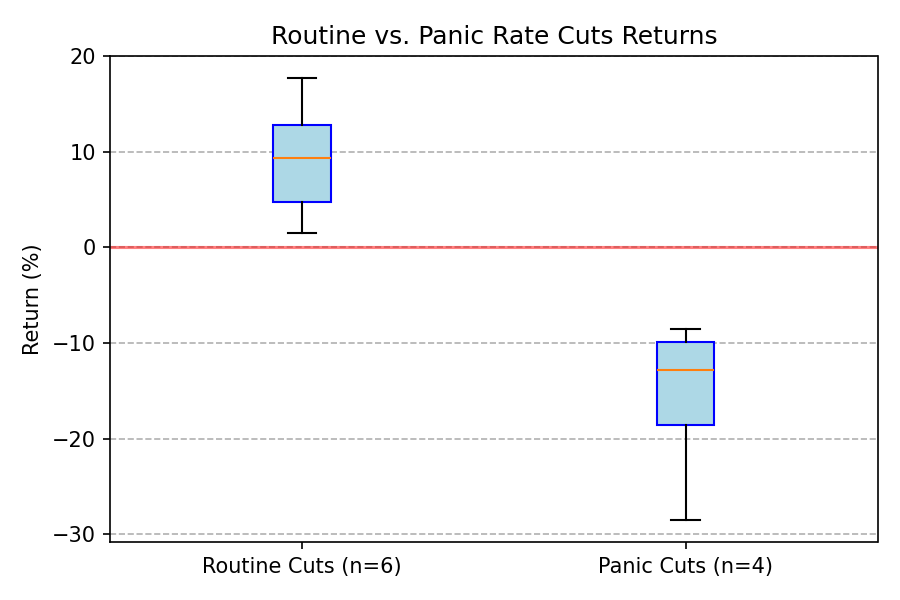 Routine vs. Panic Rate Cuts Returns
Return (%)
20
10
0
−10
−20
−30
Routine Cuts (n=6)
Panic Cuts (n=4)